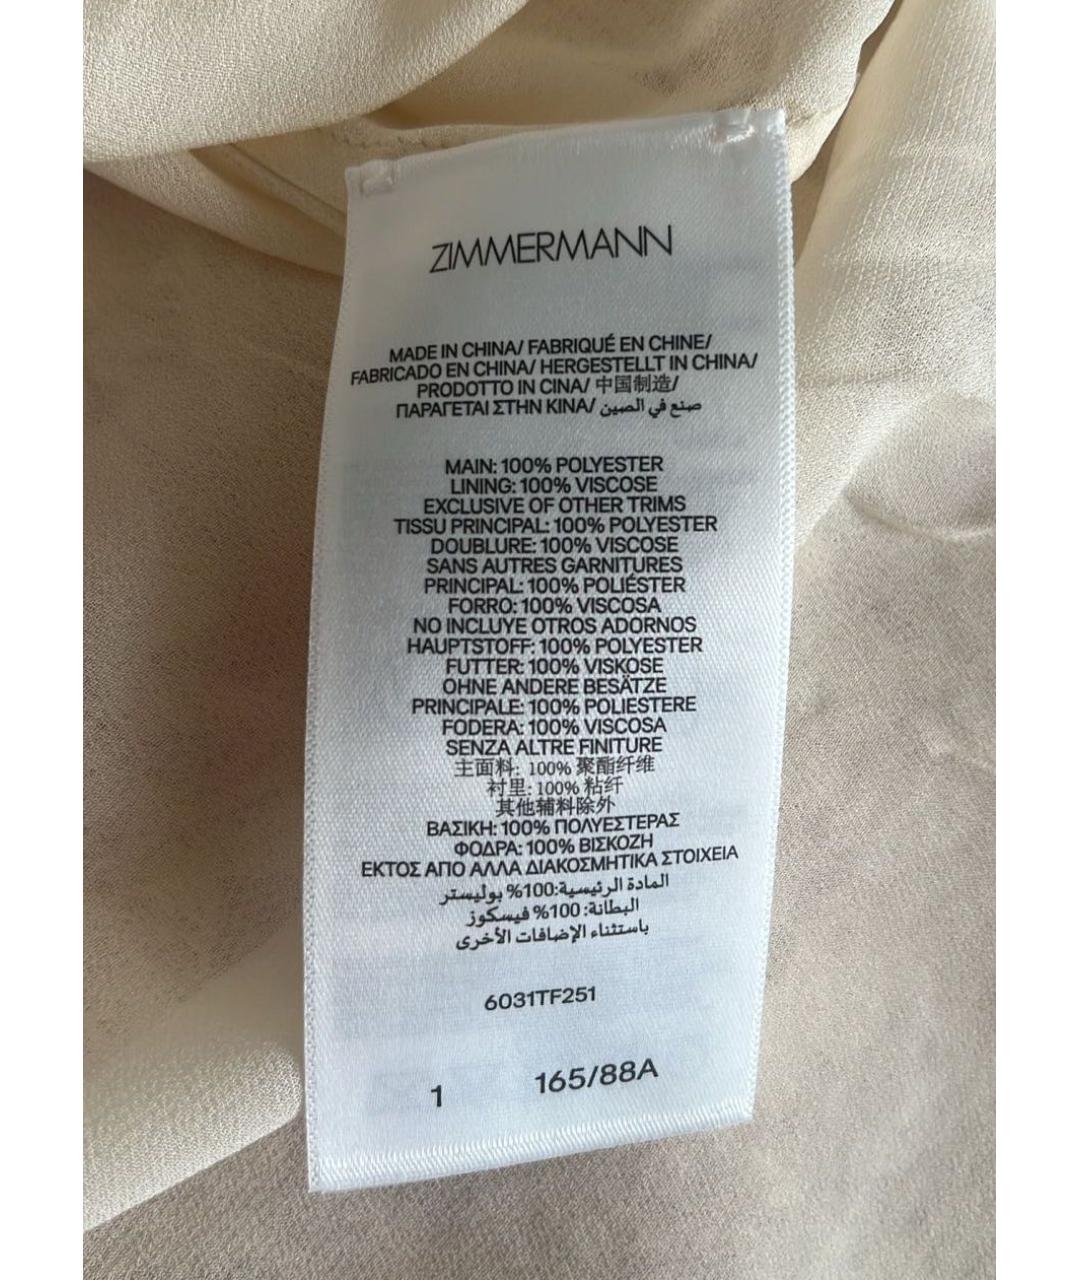 ZIMMERMANN
MADE IN CHINA/ FABRIQUÉ EN CHINE/
FABRICADO EN CHINA/ HERGESTELLT IN CHINA/
PRODOTTO IN CINA/ 中国制造/
ΠΑΡΑΓΕΤΑΙ ΣΤΗΝ ΚΙΝΑ/ صنع في الصين
MAIN: 100% POLYESTER
LINING: 100% VISCOSE
EXCLUSIVE OF OTHER TRIMS
TISSU PRINCIPAL: 100% POLYESTER
DOUBLURE: 100% VISCOSE
SANS AUTRES GARNITURES
PRINCIPAL: 100% POLIÉSTER
FORRO: 100% VISCOSA
NO INCLUYE OTROS ADORNOS
HAUPTSTOFF: 100% POLYESTER
FUTTER: 100% VISKOSE
OHNE ANDERE BESÄTZE
PRINCIPALE: 100% POLIESTERE
FODERA: 100% VISCOSA
SENZA ALTRE FINITURE
主面料: 100% 聚酯纤维
衬里: 100% 粘纤
其他辅料除外
ΒΑΣΙΚΗ: 100% ΠΟΛΥΕΣΤΕΡΑΣ
ΦΟΔΡΑ: 100% ΒΙΣΚΟΖΗ
ΕΚΤΟΣ ΑΠΟ ΑΛΛΑ ΔΙΑΚΟΣΜΗΤΙΚΑ ΣΤΟΙΧΕΙΑ
المادة الرئيسية:100% بوليستر
البطانة: 100% فيسكوز
باستثناء الإضافات الأخرى
6031TF251
1 165/88A